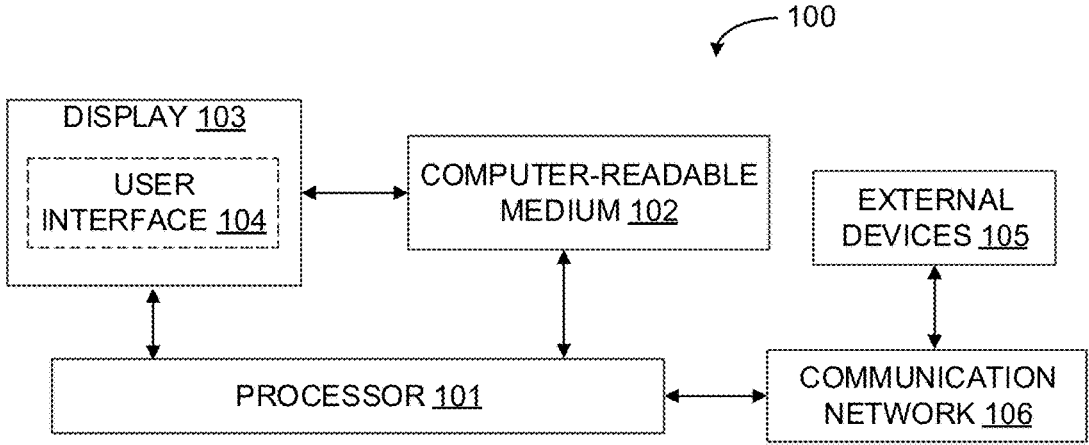 100
DISPLAY 103
USER
INTERFACE 104
COMPUTER-READABLE
MEDIUM 102
EXTERNAL
DEVICES 105
PROCESSOR 101
COMMUNICATION
NETWORK 106